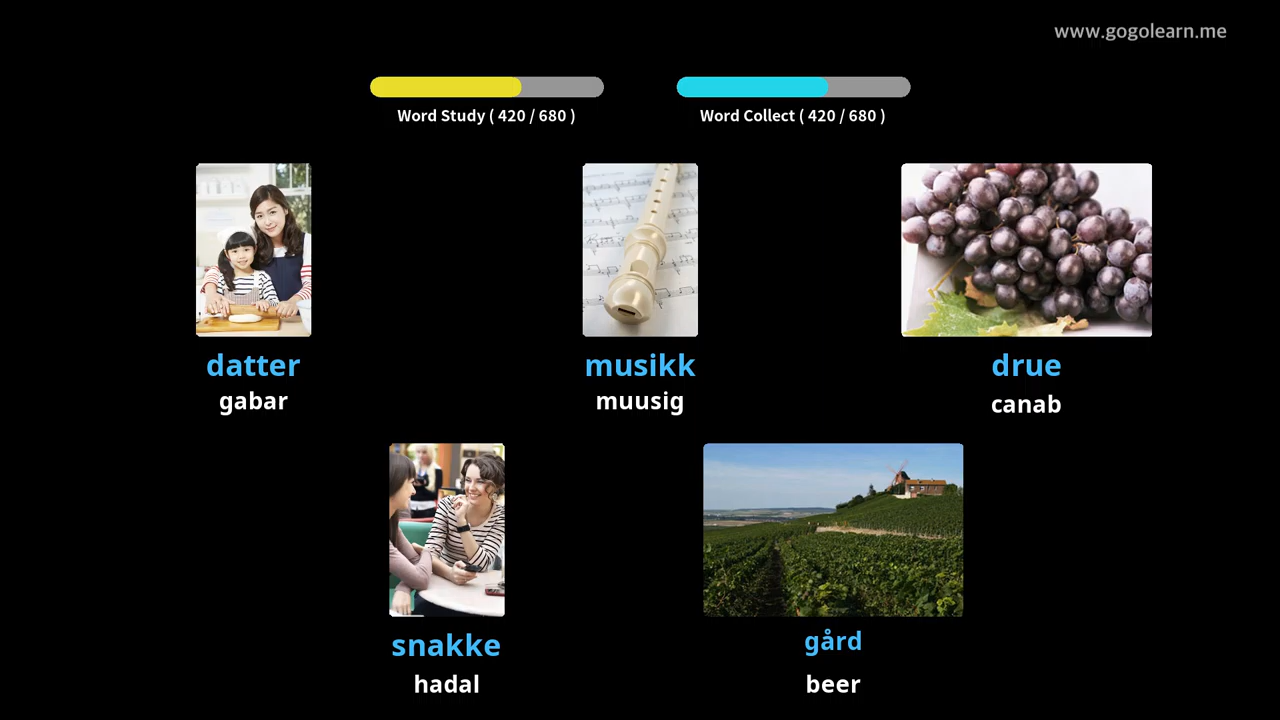 www.gogolearn.me
Word Study ( 420 / 680 )
Word Collect ( 420 / 680 )
datter
gabar
musikk
muusig
drue
canab
snakke
hadal
gård
beer